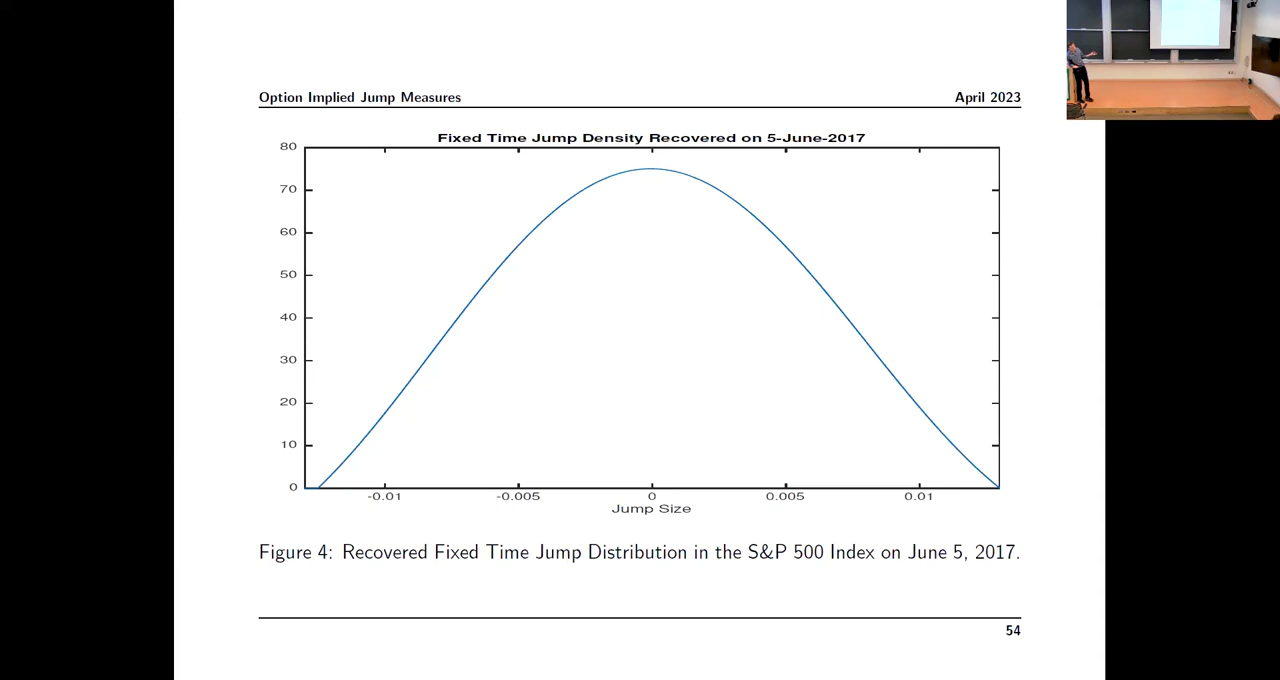 Option Implied Jump Measures April 2023
Fixed Time Jump Density Recovered on 5-June-2017
80
70
60
50
40
30
20
10
0
-0.01 -0.005 0 0.005 0.01
Jump Size
Figure 4: Recovered Fixed Time Jump Distribution in the S&P 500 Index on June 5, 2017.
54